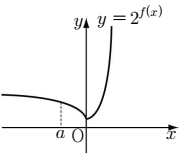 y
y = 2^{f(x)}
a
O
x